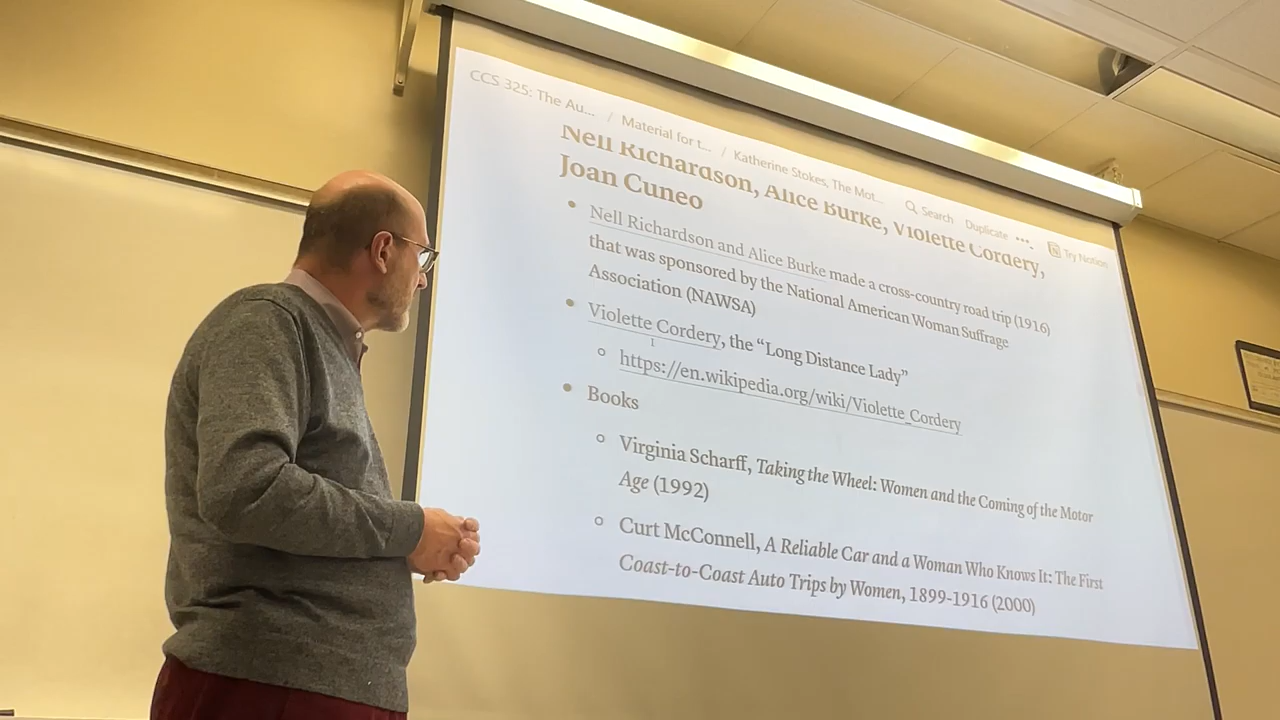 CCS 325: The Au... / Material for t... / Katherine Stokes, The Mot... Search Duplicate ... Try Notion
Nell Richardson, Alice Burke, Violette Cordery,
Joan Cuneo
• Nell Richardson and Alice Burke made a cross-country road trip (1916)
that was sponsored by the National American Woman Suffrage
Association (NAWSA)
• Violette Cordery, the “Long Distance Lady”
○ https://en.wikipedia.org/wiki/Violette_Cordery
• Books
○ Virginia Scharff, Taking the Wheel: Women and the Coming of the Motor
Age (1992)
○ Curt McConnell, A Reliable Car and a Woman Who Knows It: The First
Coast-to-Coast Auto Trips by Women, 1899-1916 (2000)